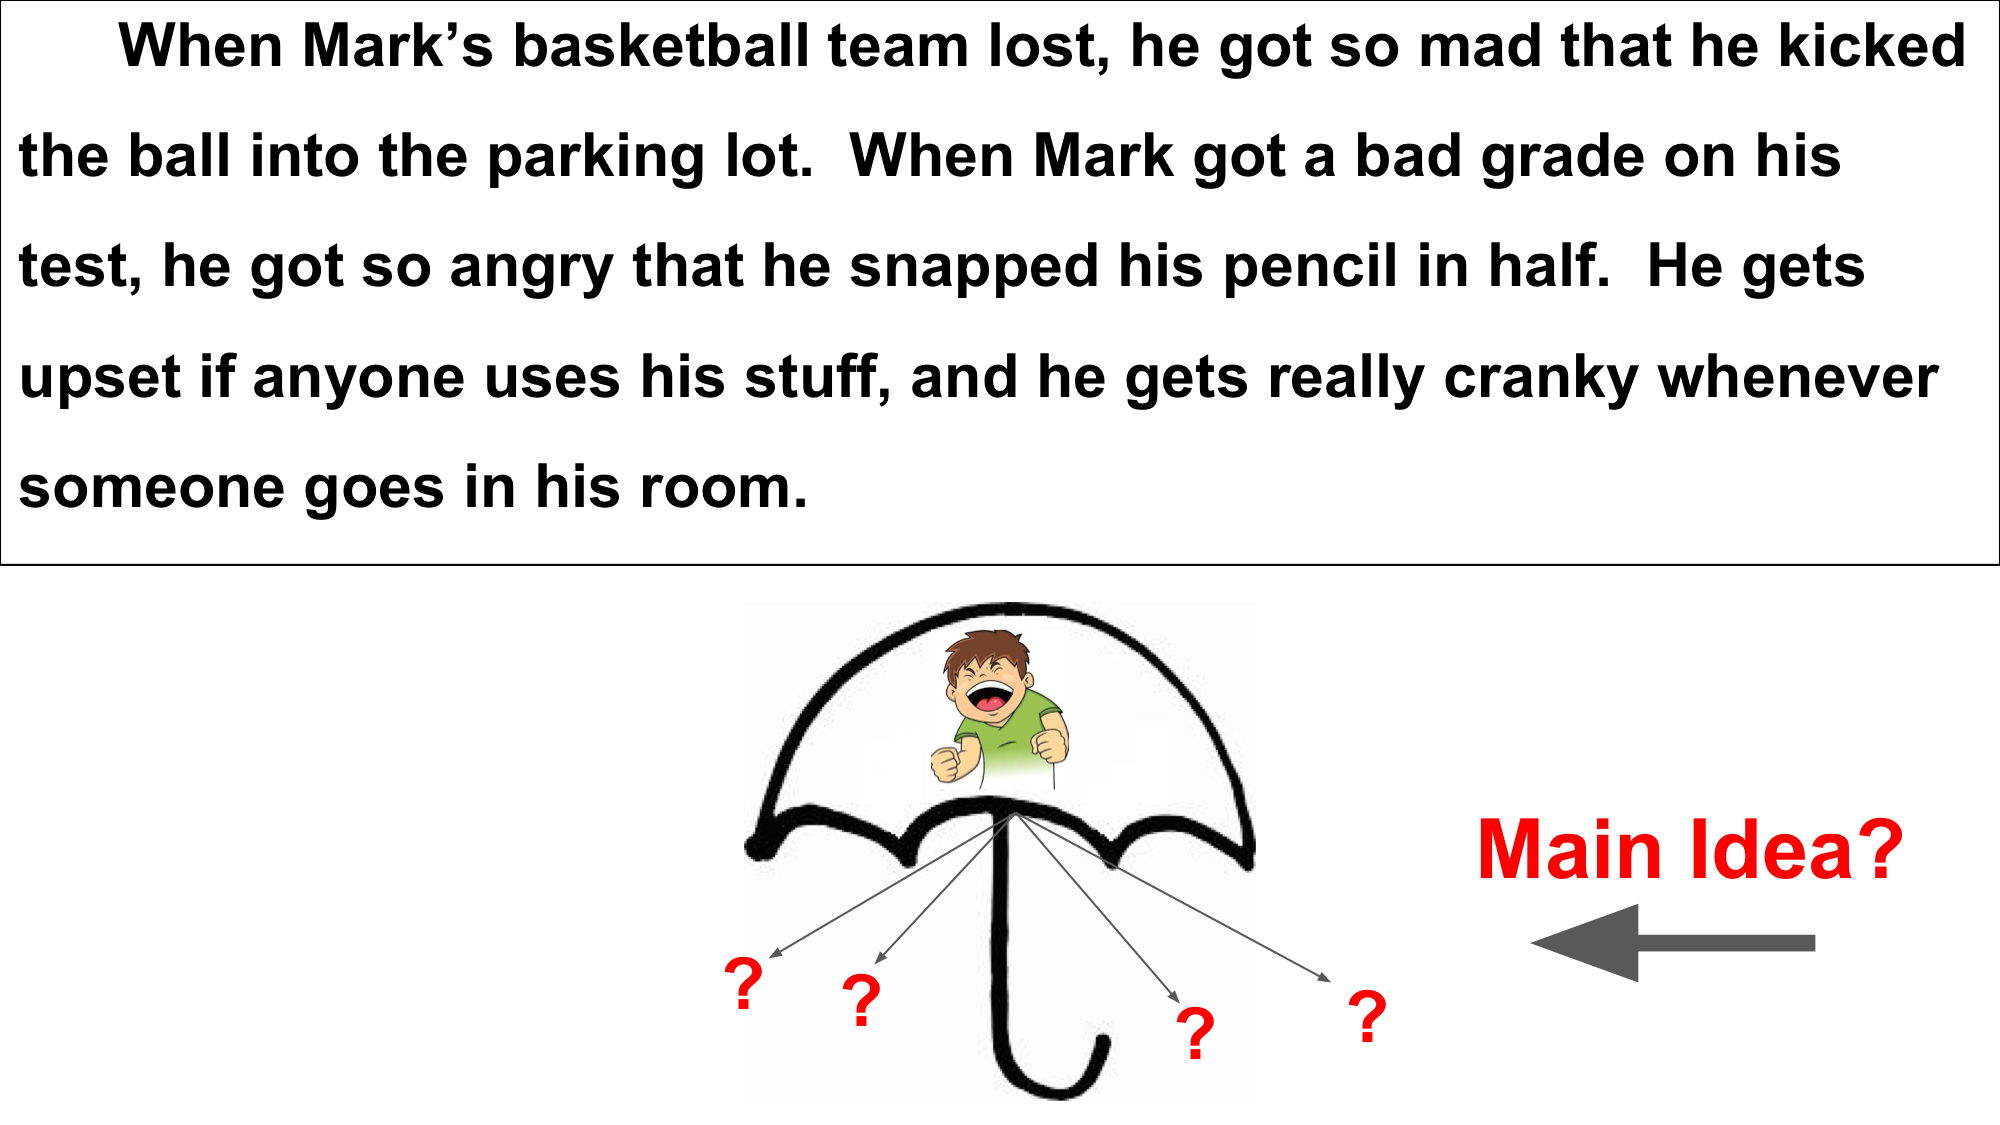 When Mark’s basketball team lost, he got so mad that he kicked
the ball into the parking lot.  When Mark got a bad grade on his
test, he got so angry that he snapped his pencil in half.  He gets
upset if anyone uses his stuff, and he gets really cranky whenever
someone goes in his room.
Main Idea?
?
?
?
?